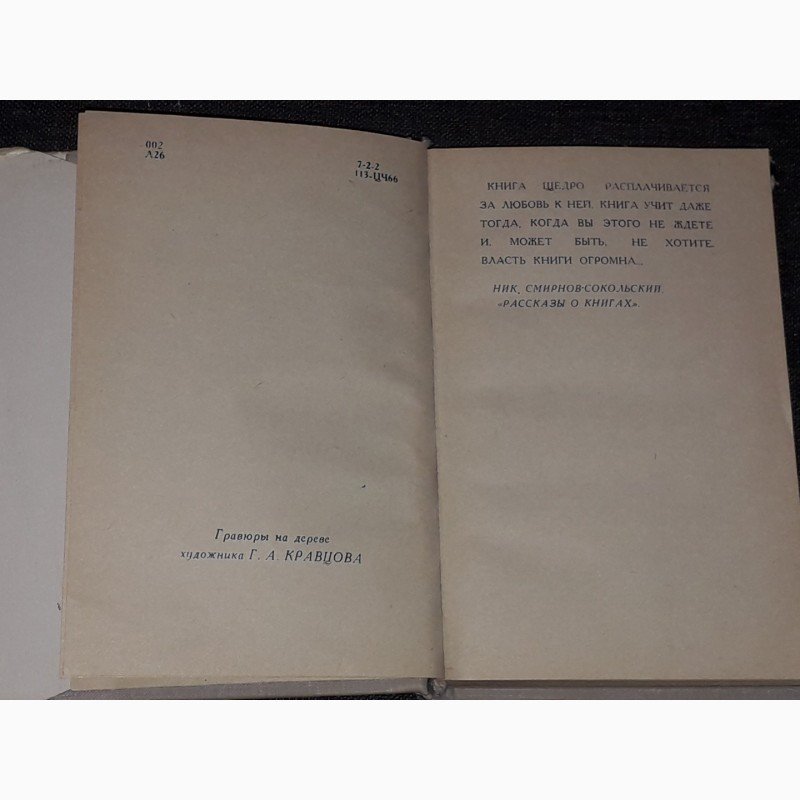 002
Л26
7-2-2
113-ЦЧ66
Гравюры на дереве
художника Г. А. КРАВЦОВА
КНИГА ЩЕДРО РАСПЛАЧИВАЕТСЯ
ЗА ЛЮБОВЬ К НЕЙ. КНИГА УЧИТ ДАЖЕ
ТОГДА, КОГДА ВЫ ЭТОГО НЕ ЖДЕТЕ
И, МОЖЕТ БЫТЬ, НЕ ХОТИТЕ.
ВЛАСТЬ КНИГИ ОГРОМНА...
НИК. СМИРНОВ-СОКОЛЬСКИЙ.
«РАССКАЗЫ О КНИГАХ».